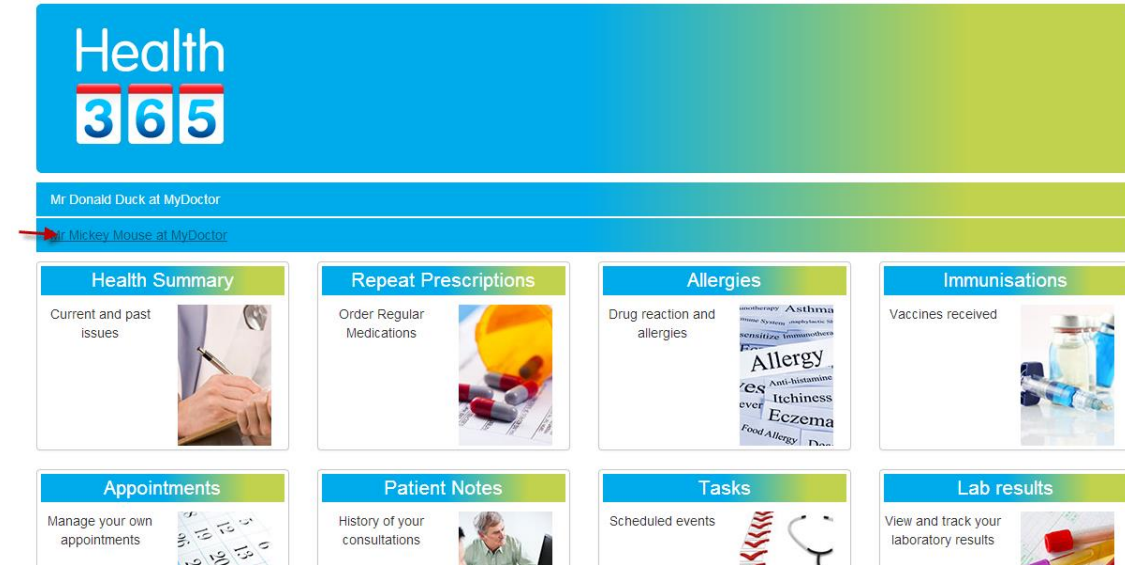 Health
365
Mr Donald Duck at MyDoctor
Mickey Mouse at MyDoctor
Health Summary
Current and past
issues
Repeat Prescriptions
Order Regular
Medications
Allergies
Drug reaction and
allergies
Asthma
Allergy
Anti-histamine
Itchiness
Eczema
Food Allergy
Immunisations
Vaccines received
Appointments
Manage your own
appointments
Patient Notes
History of your
consultations
Tasks
Scheduled events
Lab results
View and track your
laboratory results